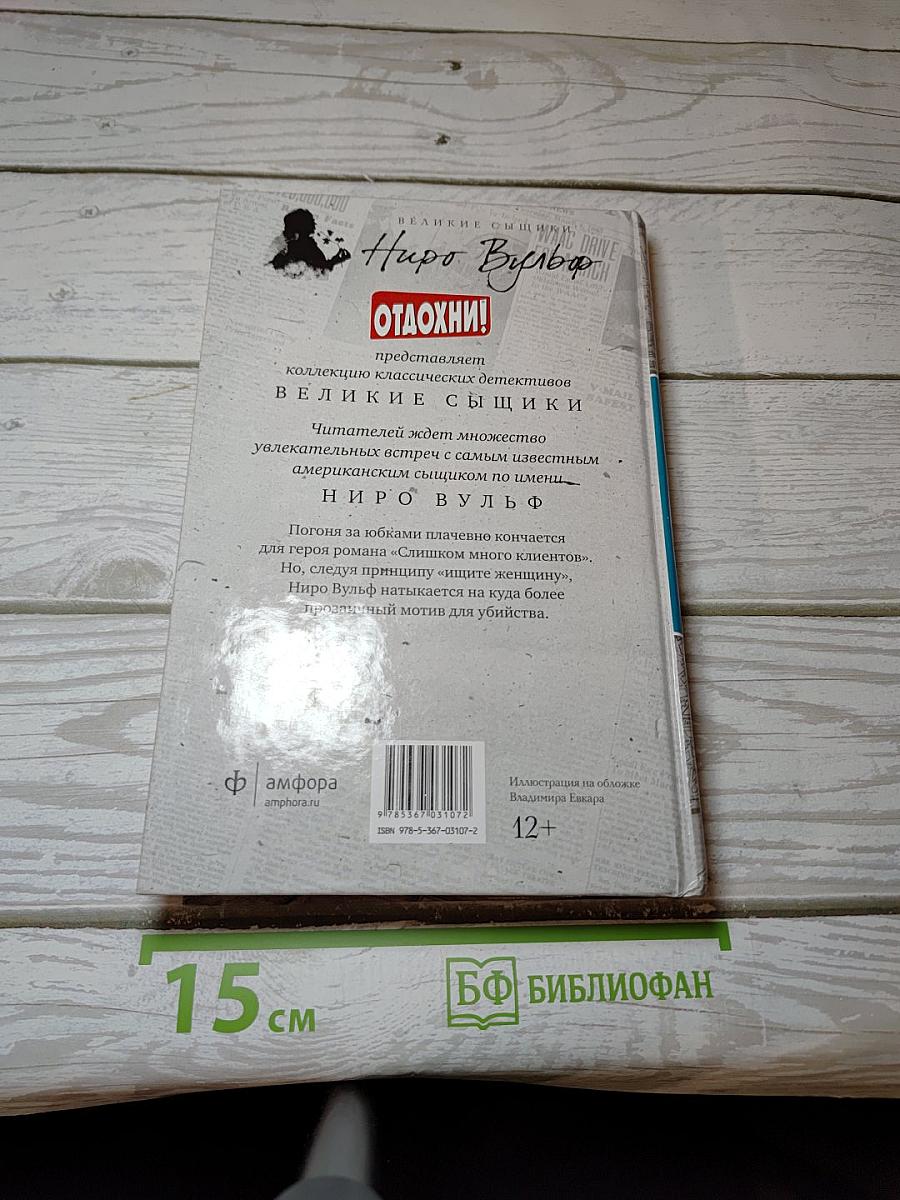 ВЕЛИКИЕ СЫЩИКИ
Ниро Вульф
ОТДОХНИ!
представляет
коллекцию классических детективов
ВЕЛИКИЕ СЫЩИКИ
Читателей ждет множество
увлекательных встреч с самым известным
американским сыщиком по имени
НИРО ВУЛЬФ
Погоня за юбками плачевно кончается
для героя романа «Слишком много клиентов».
Но, следуя принципу «ищите женщину»,
Ниро Вульф натыкается на куда более
прозаичный мотив для убийства.
ф амфора
amphora.ru
9 785367 031072
ISBN 978-5-367-03107-2
Иллюстрация на обложке
Владимира Евкара
12+
15 см
БФ БИБЛИОФАН